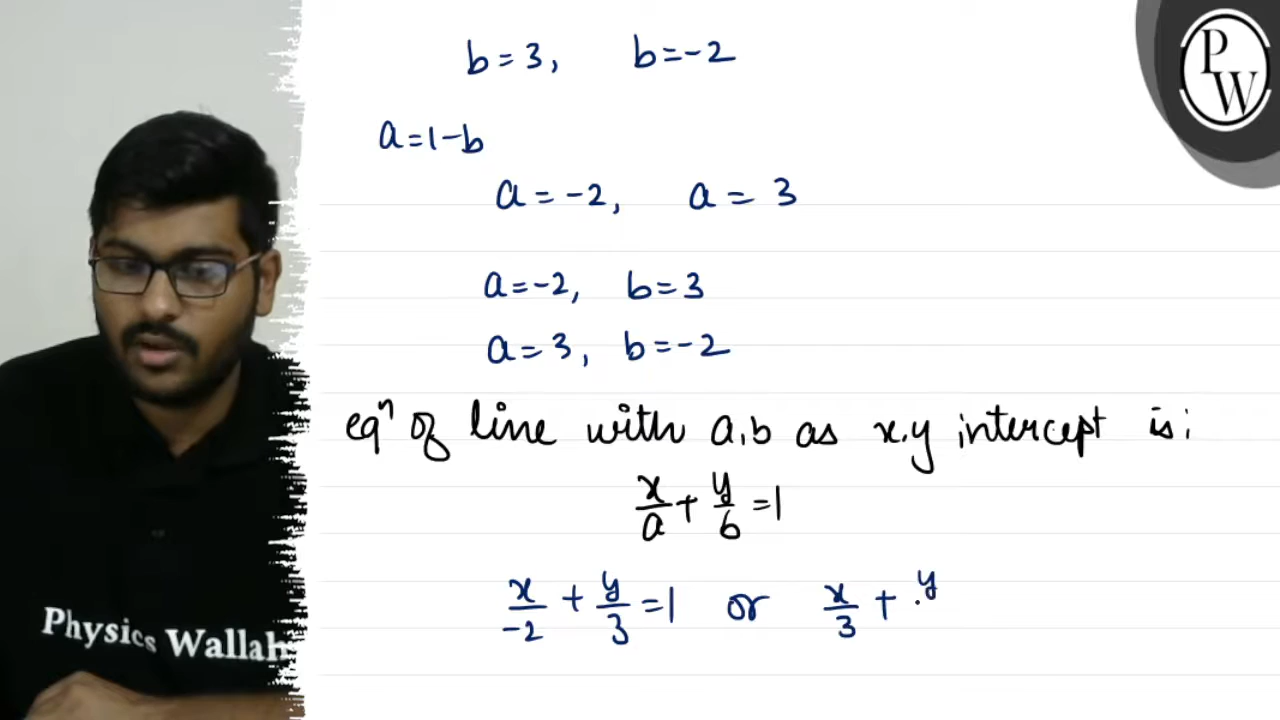 b = 3, b = -2
a = 1 - b
a = -2, a = 3
a = -2, b = 3
a = 3, b = -2
eqⁿ of line with a,b as x,y intercept is:
x/a + y/b = 1
x/-2 + y/3 = 1 or x/3 + y
PW
Physics Wallah